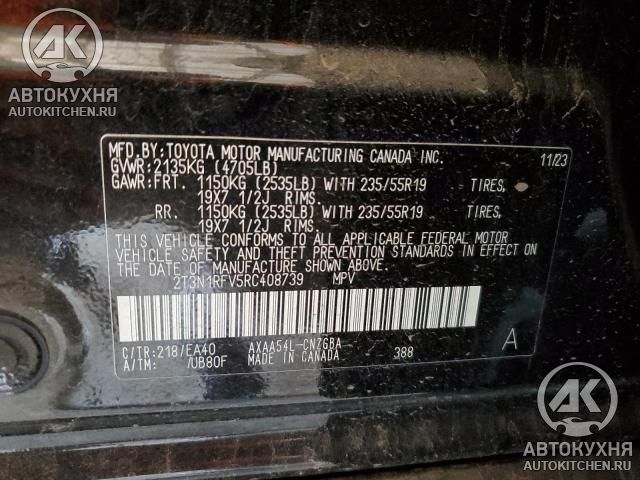 АК
АВТОКУХНЯ
AUTOKITCHEN.RU
MFD.BY:TOYOTA MOTOR MANUFACTURING CANADA INC. 11/23
GVWR:2135KG (4705LB)
GAWR:FRT. 1150KG (2535LB) WITH 235/55R19 TIRES,
19X7 1/2J RIMS.
RR. 1150KG (2535LB) WITH 235/55R19 TIRES,
19X7 1/2J RIMS.
THIS VEHICLE CONFORMS TO ALL APPLICABLE FEDERAL MOTOR
VEHICLE SAFETY AND THEFT PREVENTION STANDARDS IN EFFECT ON
THE DATE OF MANUFACTURE SHOWN ABOVE.
2T3N1RFV5RC408739 MPV
C/TR:218/EA40 AXAA54L-CNZGBA A
A/TM: /UB80F MADE IN CANADA 388
АК
АВТОКУХНЯ
AUTOKITCHEN.RU